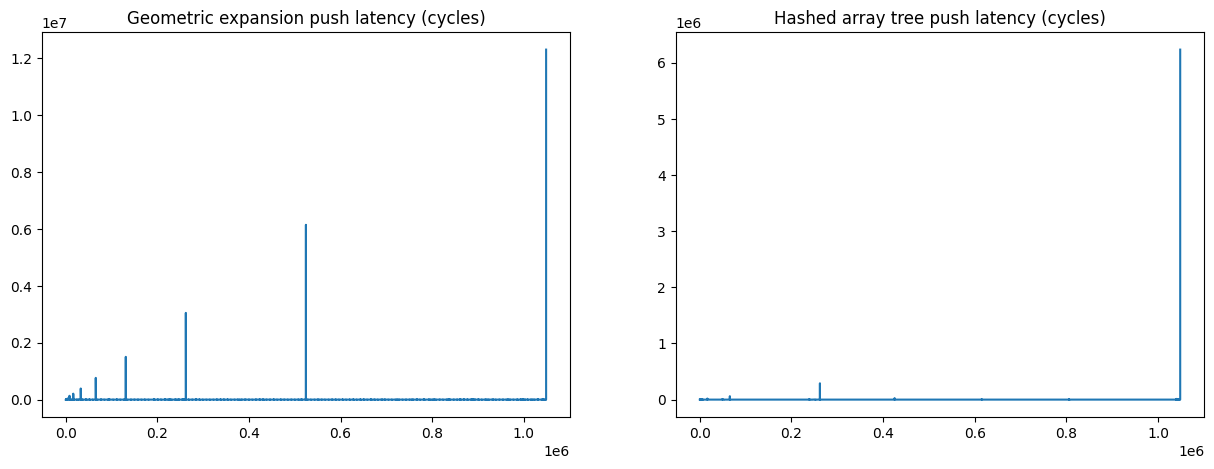 Geometric expansion push latency (cycles)
1e7
1.2
1.0
0.8
0.6
0.4
0.2
0.0
0.0 0.2 0.4 0.6 0.8 1.0
1e6
Hashed array tree push latency (cycles)
1e6
6
5
4
3
2
1
0
0.0 0.2 0.4 0.6 0.8 1.0
1e6